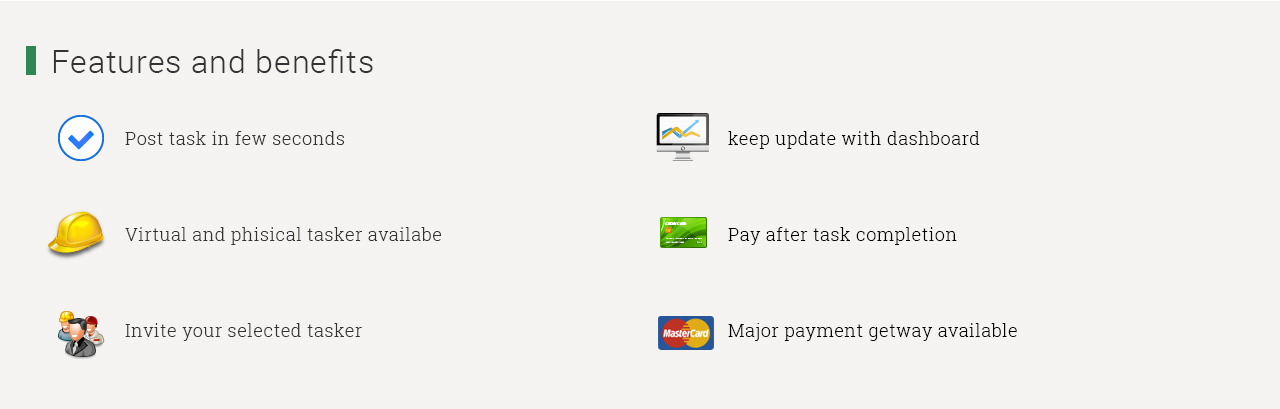 Features and benefits
Post task in few seconds
keep update with dashboard
Virtual and phisical tasker availabe
Pay after task completion
Invite your selected tasker
MasterCard
Major payment getway available